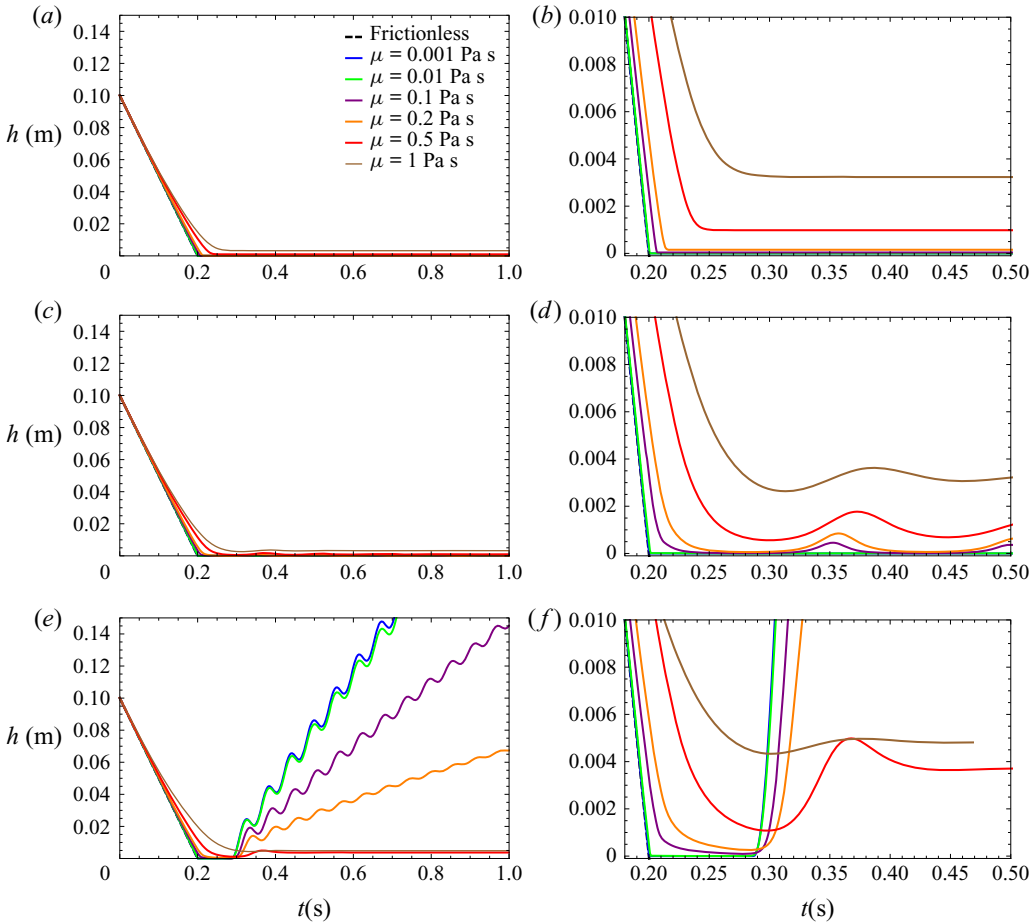 (a)
0.14
0.12
0.10
0.08
0.06
0.04
0.02
h (m)
0 0.2 0.4 0.6 0.8 1.0
Frictionless
μ = 0.001 Pa s
μ = 0.01 Pa s
μ = 0.1 Pa s
μ = 0.2 Pa s
μ = 0.5 Pa s
μ = 1 Pa s
(b)
0.010
0.008
0.006
0.004
0.002
0
0.20 0.25 0.30 0.35 0.40 0.45 0.50
(c)
0.14
0.12
0.10
0.08
0.06
0.04
0.02
h (m)
0 0.2 0.4 0.6 0.8 1.0
(d)
0.010
0.008
0.006
0.004
0.002
0
0.20 0.25 0.30 0.35 0.40 0.45 0.50
(e)
0.14
0.12
0.10
0.08
0.06
0.04
0.02
h (m)
0 0.2 0.4 0.6 0.8 1.0
t(s)
(f)
0.010
0.008
0.006
0.004
0.002
0
0.20 0.25 0.30 0.35 0.40 0.45 0.50
t(s)